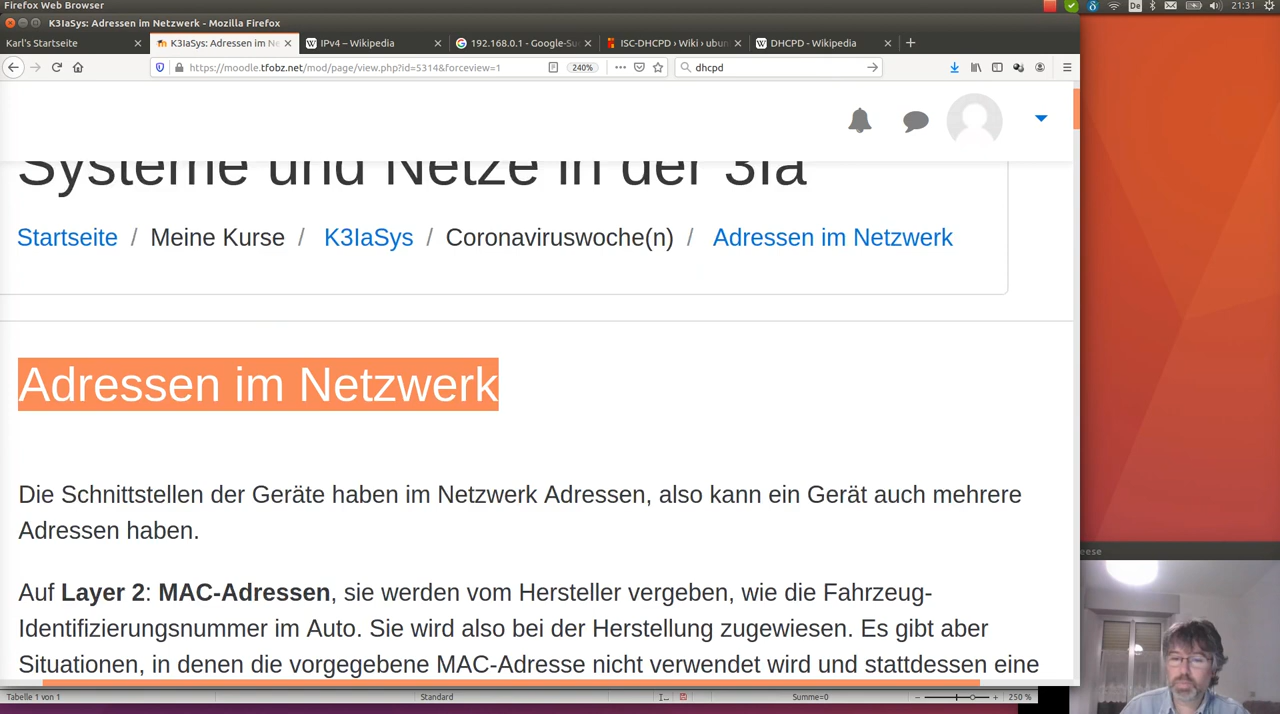 Firefox Web Browser
De
21:31
K3IaSys: Adressen im Netzwerk - Mozilla Firefox
Karl's Startseite
K3IaSys: Adressen im Ne
IPv4 – Wikipedia
192.168.0.1 - Google-Su
ISC-DHCPD › Wiki › ubun
DHCPD - Wikipedia
https://moodle.tfobz.net/mod/page/view.php?id=5314&forceview=1
240%
dhcpd
Systeme und Netze in der 3Ia
Startseite / Meine Kurse / K3IaSys / Coronaviruswoche(n) / Adressen im Netzwerk
Adressen im Netzwerk
Die Schnittstellen der Geräte haben im Netzwerk Adressen, also kann ein Gerät auch mehrere
Adressen haben.
Auf Layer 2: MAC-Adressen, sie werden vom Hersteller vergeben, wie die Fahrzeug-
Identifizierungsnummer im Auto. Sie wird also bei der Herstellung zugewiesen. Es gibt aber
Situationen, in denen die vorgegebene MAC-Adresse nicht verwendet wird und stattdessen eine
eese
Tabelle 1 von 1
Standard
Summe=0
250 %